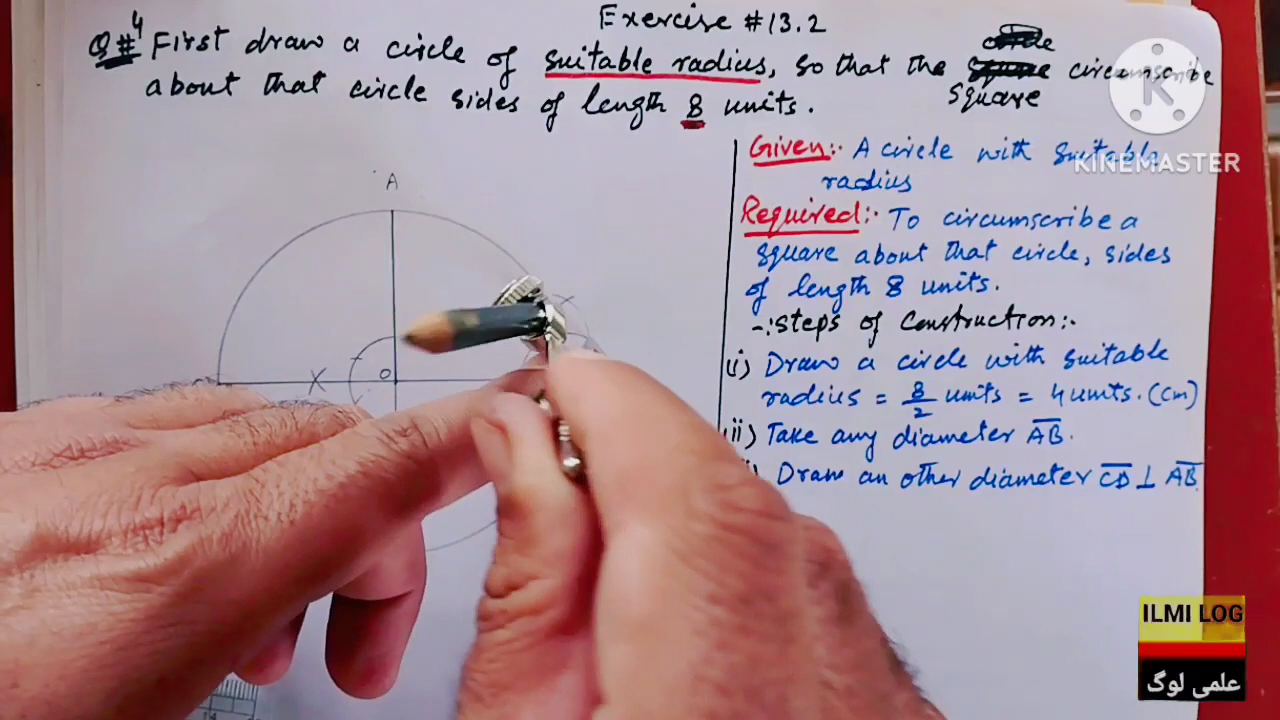 Exercise #13.2
Q#4 First draw a circle of suitable radius, so that the circumscribe
square
about that circle sides of length 8 units.
KINEMASTER
Given:- A circle with suitable
radius
Required:- To circumscribe a
square about that circle, sides
of length 8 units.
-:steps of construction:-
(i) Draw a circle with suitable
radius = 8/2 units = 4 units. (Cm)
ii) Take any diameter AB.
Draw an other diameter CD ⊥ AB.
A
O
ILMI LOG
علمی لوگ